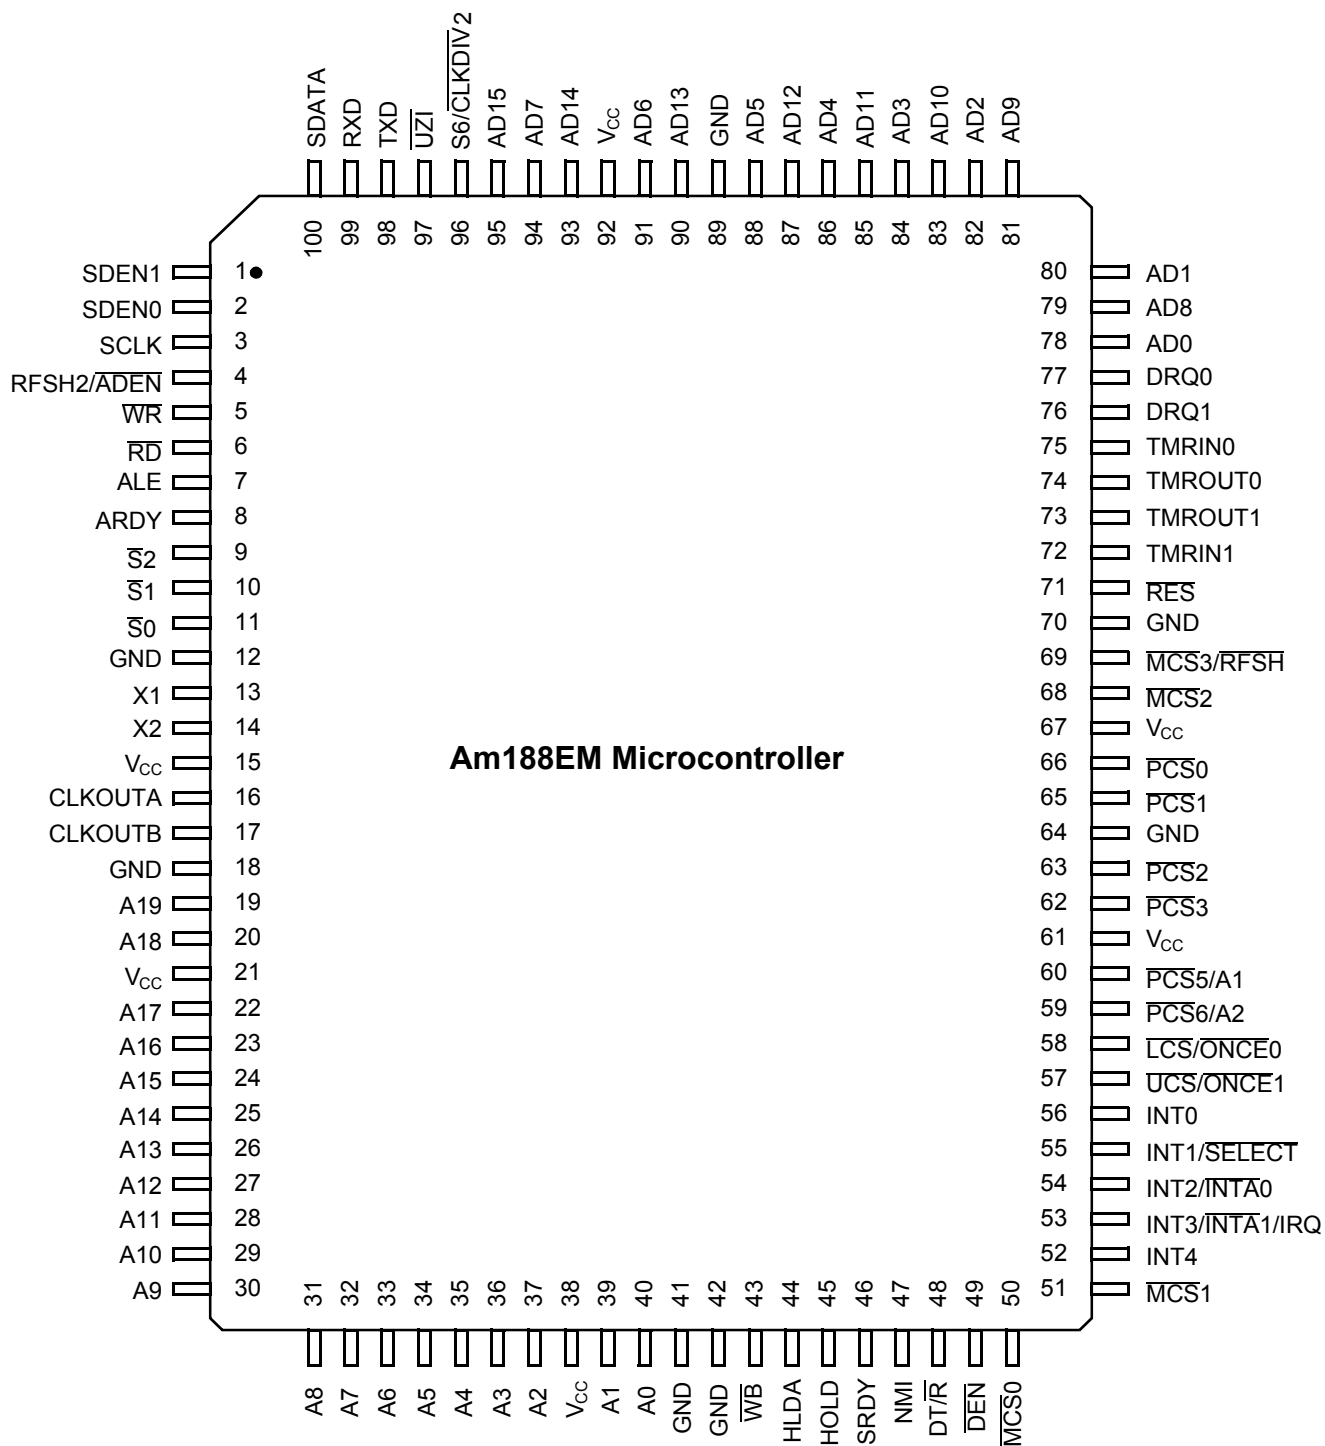 SDATA
RXD
TXD
UZI
S6/CLKDIV2
AD15
AD7
AD14
VCC
AD6
AD13
GND
AD5
AD12
AD4
AD11
AD3
AD10
AD2
AD9
100
99
98
97
96
95
94
93
92
91
90
89
88
87
86
85
84
83
82
81
SDEN1 1 80 AD1
SDEN0 2 79 AD8
SCLK 3 78 AD0
RFSH2/ADEN 4 77 DRQ0
WR 5 76 DRQ1
RD 6 75 TMRIN0
ALE 7 74 TMROUT0
ARDY 8 73 TMROUT1
S2 9 72 TMRIN1
S1 10 71 RES
S0 11 70 GND
GND 12 69 MCS3/RFSH
X1 13 68 MCS2
X2 14 67 VCC
VCC 15 Am188EM Microcontroller 66 PCS0
CLKOUTA 16 65 PCS1
CLKOUTB 17 64 GND
GND 18 63 PCS2
A19 19 62 PCS3
A18 20 61 VCC
VCC 21 60 PCS5/A1
A17 22 59 PCS6/A2
A16 23 58 LCS/ONCE0
A15 24 57 UCS/ONCE1
A14 25 56 INT0
A13 26 55 INT1/SELECT
A12 27 54 INT2/INTA0
A11 28 53 INT3/INTA1/IRQ
A10 29 52 INT4
A9 30 51 MCS1
31
32
33
34
35
36
37
38
39
40
41
42
43
44
45
46
47
48
49
50
A8
A7
A6
A5
A4
A3
A2
VCC
A1
A0
GND
GND
WB
HLDA
HOLD
SRDY
NMI
DT/R
DEN
MCS0